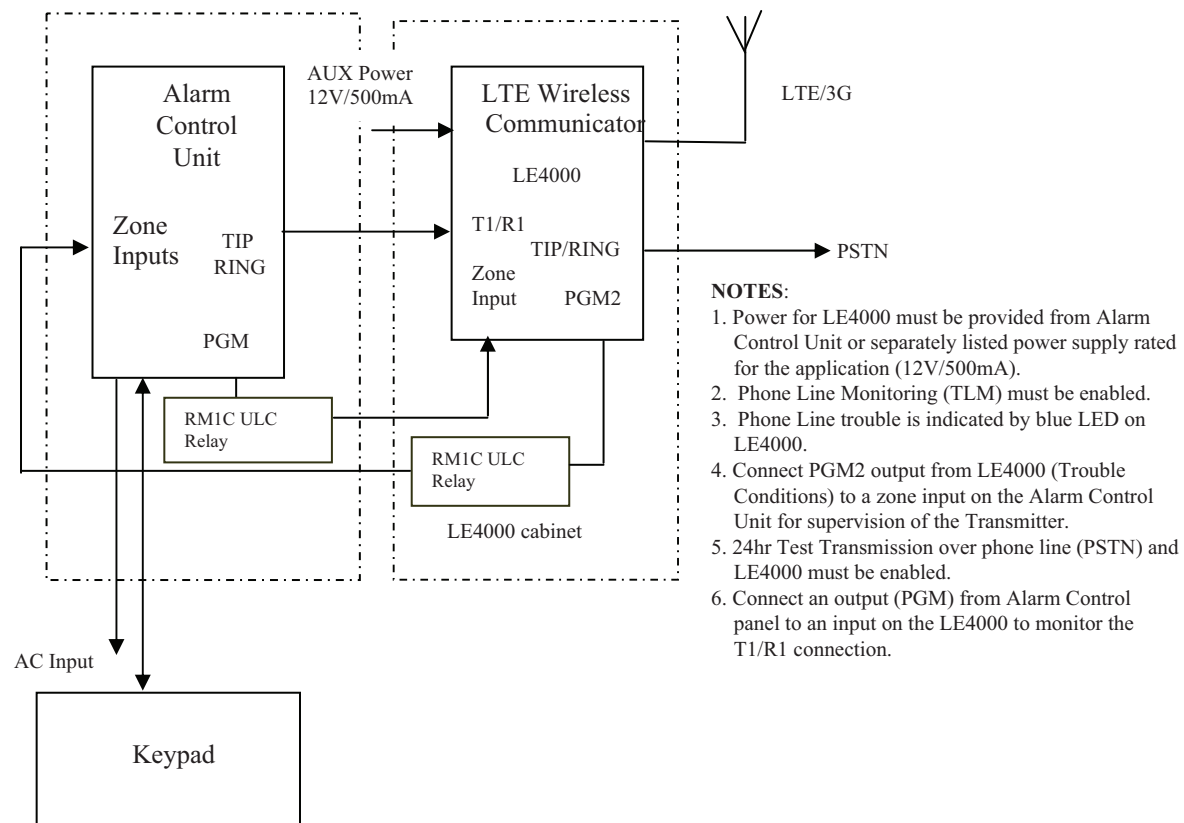 Alarm
Control
Unit
Zone
Inputs
TIP
RING
PGM
AUX Power
12V/500mA
LTE Wireless
Communicator
LE4000
T1/R1
TIP/RING
Zone
Input
PGM2
LTE/3G
PSTN
RM1C ULC
Relay
RM1C ULC
Relay
LE4000 cabinet
AC Input
Keypad
NOTES:
1. Power for LE4000 must be provided from Alarm
Control Unit or separately listed power supply rated
for the application (12V/500mA).
2. Phone Line Monitoring (TLM) must be enabled.
3. Phone Line trouble is indicated by blue LED on
LE4000.
4. Connect PGM2 output from LE4000 (Trouble
Conditions) to a zone input on the Alarm Control
Unit for supervision of the Transmitter.
5. 24hr Test Transmission over phone line (PSTN) and
LE4000 must be enabled.
6. Connect an output (PGM) from Alarm Control
panel to an input on the LE4000 to monitor the
T1/R1 connection.